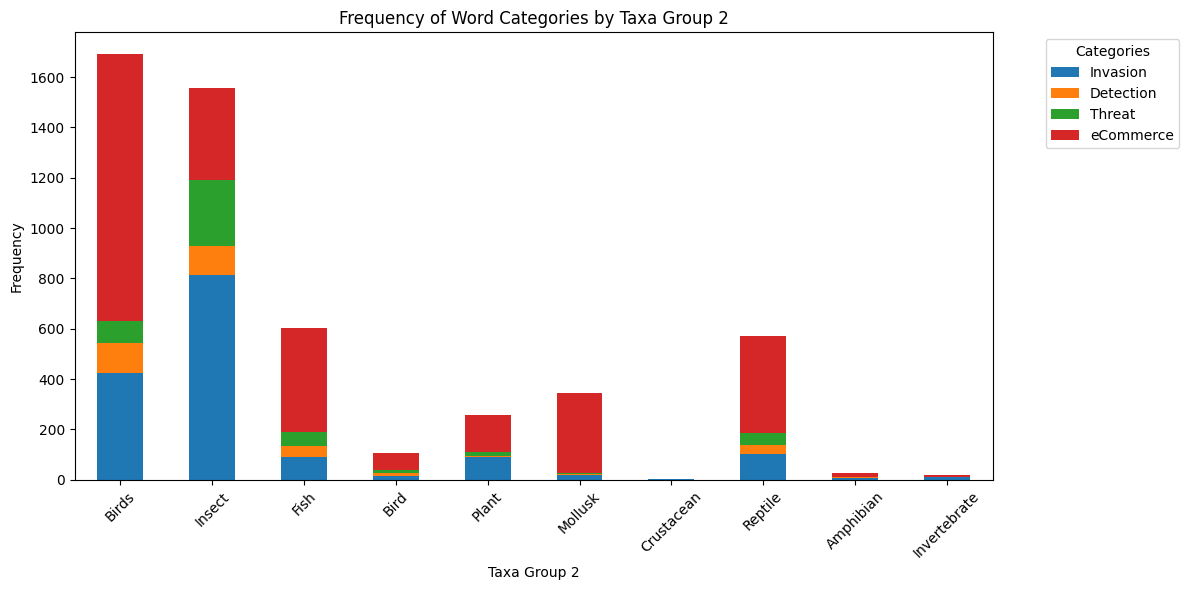 Frequency of Word Categories by Taxa Group 2
Categories
Invasion
Detection
Threat
eCommerce
Frequency
1600
1400
1200
1000
800
600
400
200
0
Birds
Insect
Fish
Bird
Plant
Mollusk
Crustacean
Reptile
Amphibian
Invertebrate
Taxa Group 2